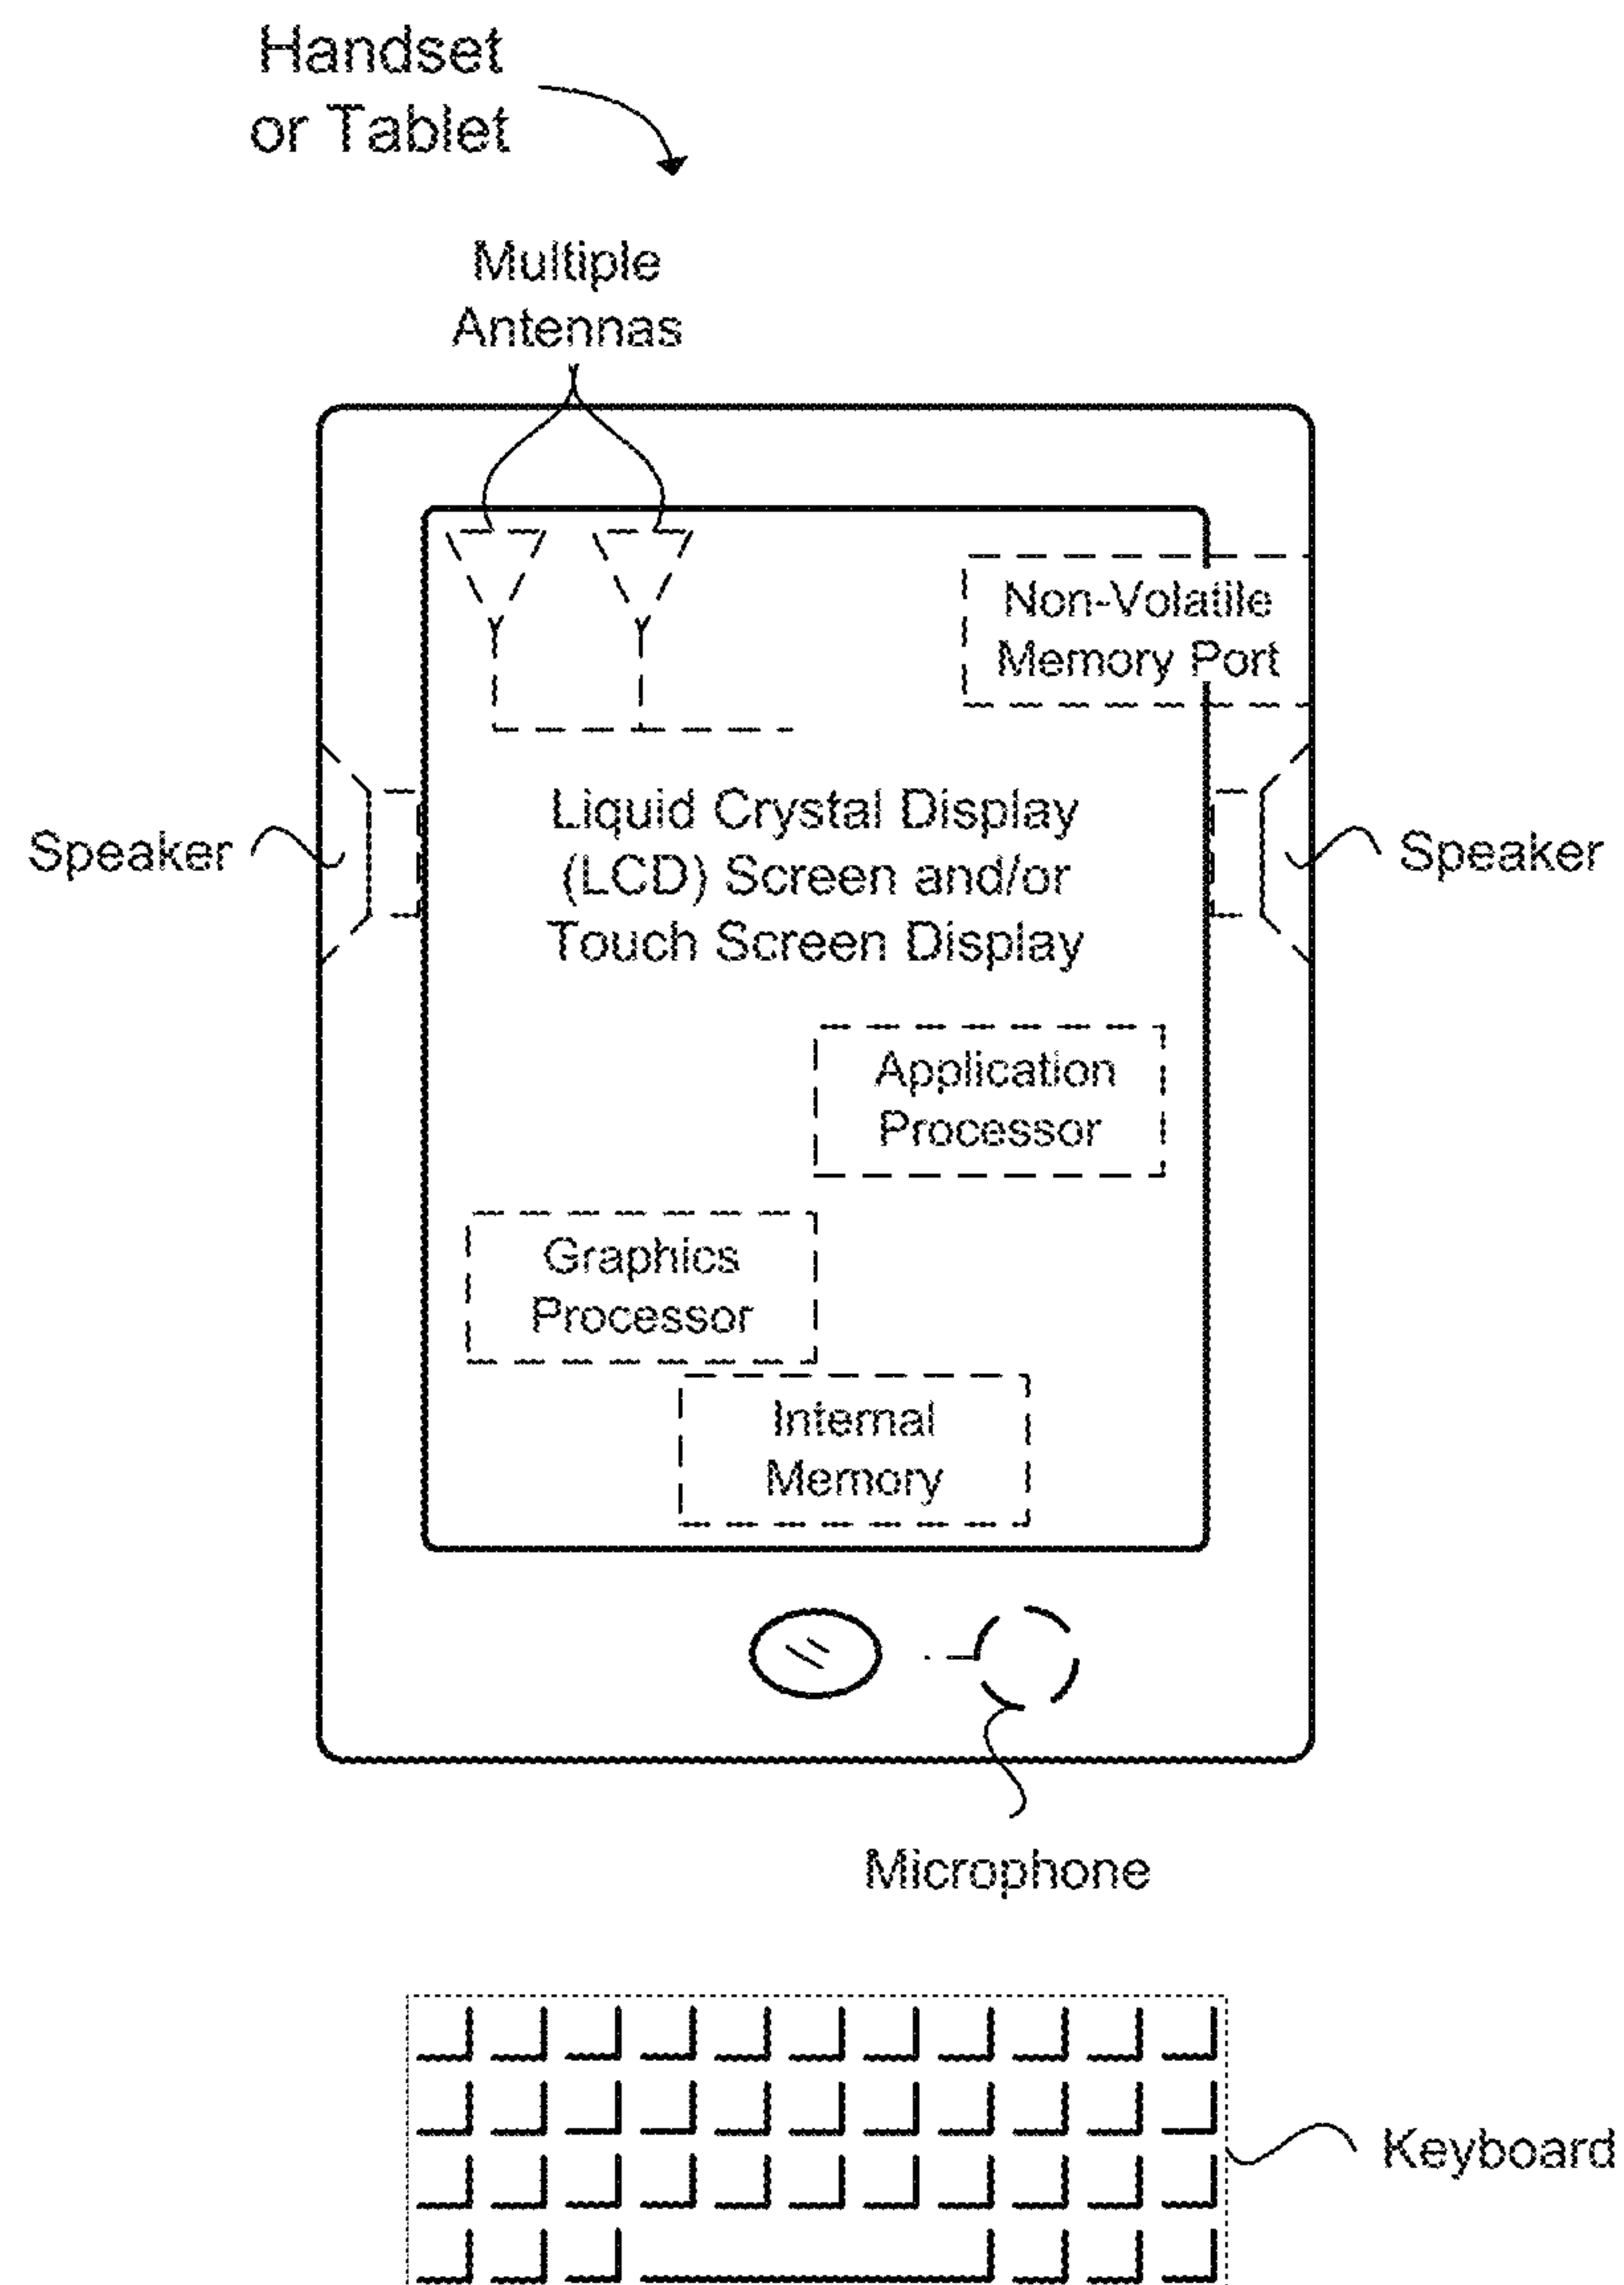 Handset
or Tablet
Multiple
Antennas
Non-Volatile
Memory Port
Speaker
Liquid Crystal Display
(LCD) Screen and/or
Touch Screen Display
Speaker
Application
Processor
Graphics
Processor
Internal
Memory
Microphone
Keyboard